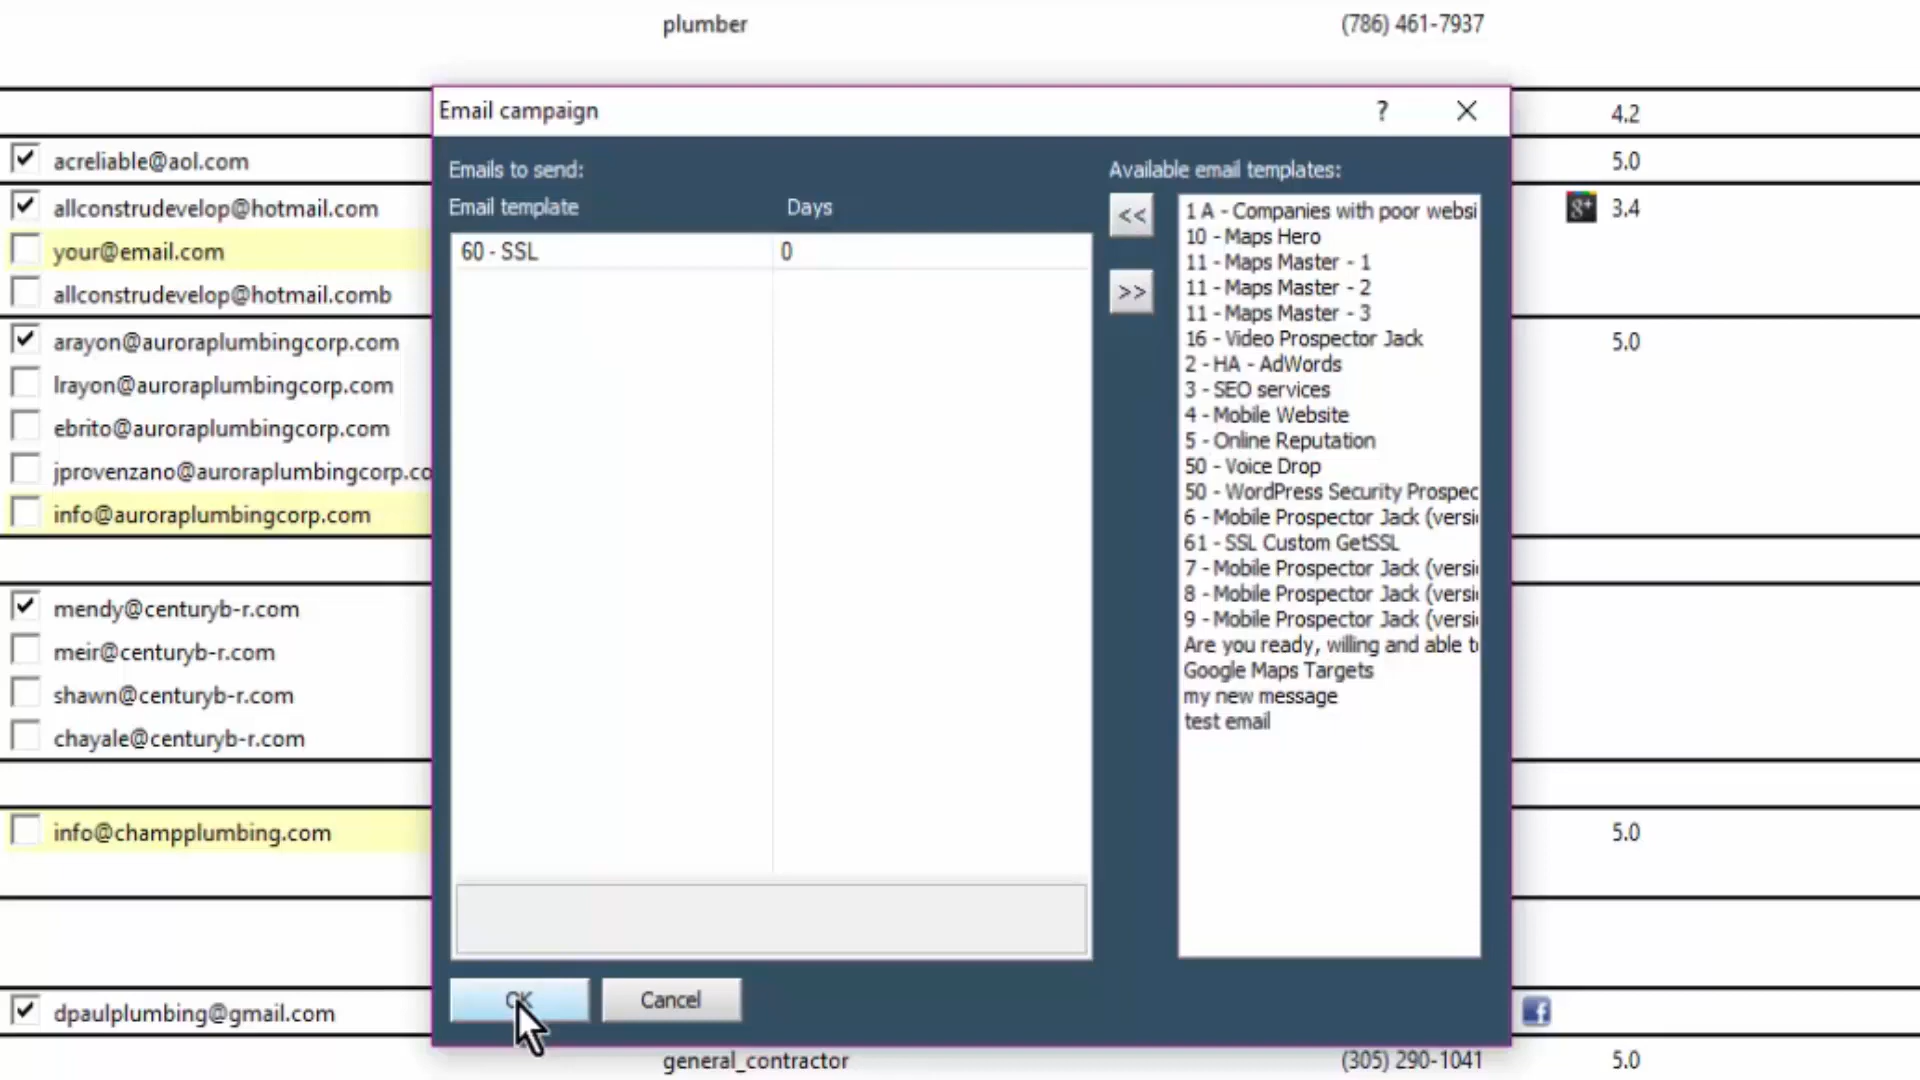 plumber (786) 461-7937
Email campaign ? 
4.2
acreliable@aol.com 5.0
allconstrudevelop@hotmail.com 8+ 3.4
your@email.com
allconstrudevelop@hotmail.comb
arayon@auroraplumbingcorp.com 5.0
lrayon@auroraplumbingcorp.com
ebrito@auroraplumbingcorp.com
jprovenzano@auroraplumbingcorp.co
info@auroraplumbingcorp.com
mendy@centuryb-r.com
meir@centuryb-r.com
shawn@centuryb-r.com
chayale@centuryb-r.com
info@champplumbing.com 5.0
dpaulplumbing@gmail.com f
general_contractor (305) 290-1041 5.0
Emails to send:
Email template Days
60 - SSL 0
<<
>>
Available email templates:
1 A - Companies with poor websi
10 - Maps Hero
11 - Maps Master - 1
11 - Maps Master - 2
11 - Maps Master - 3
16 - Video Prospector Jack
2 - HA - AdWords
3 - SEO services
4 - Mobile Website
5 - Online Reputation
50 - Voice Drop
50 - WordPress Security Prospec
6 - Mobile Prospector Jack (versi
61 - SSL Custom GetSSL
7 - Mobile Prospector Jack (versi
8 - Mobile Prospector Jack (versi
9 - Mobile Prospector Jack (versi
Are you ready, willing and able t
Google Maps Targets
my new message
test email
OK Cancel